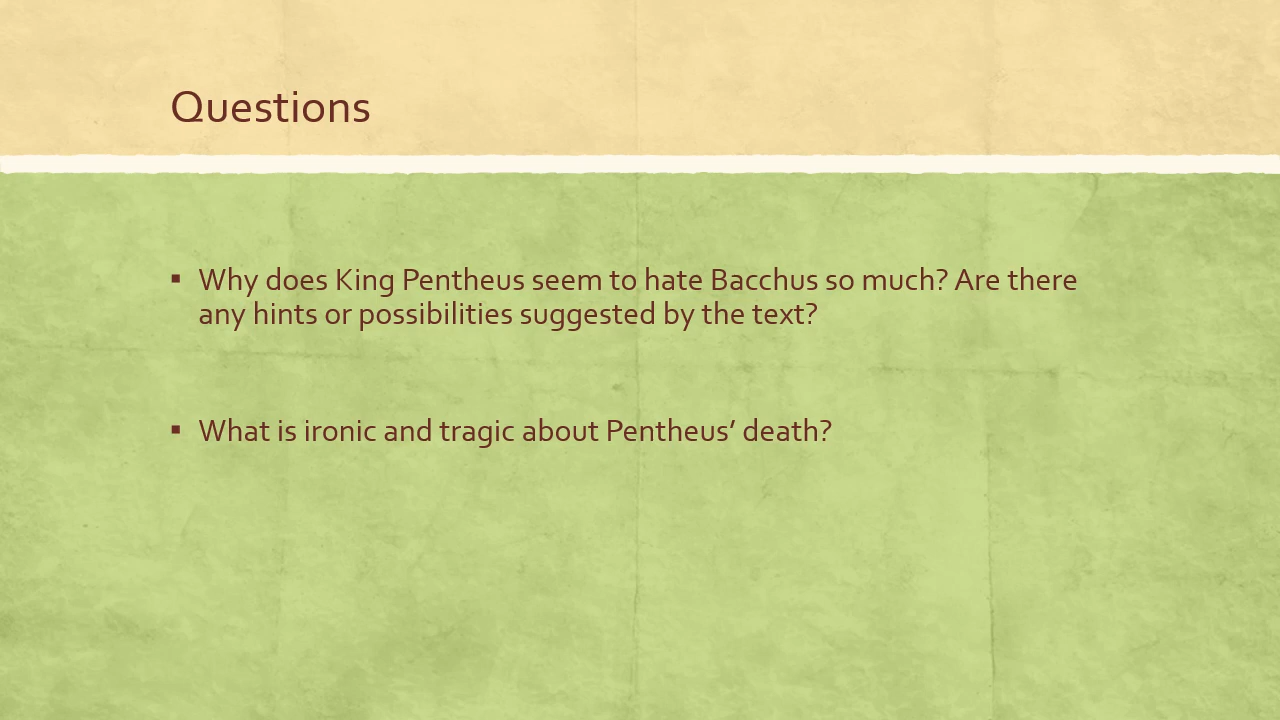 Questions
▪ Why does King Pentheus seem to hate Bacchus so much? Are there
any hints or possibilities suggested by the text?
▪ What is ironic and tragic about Pentheus’ death?